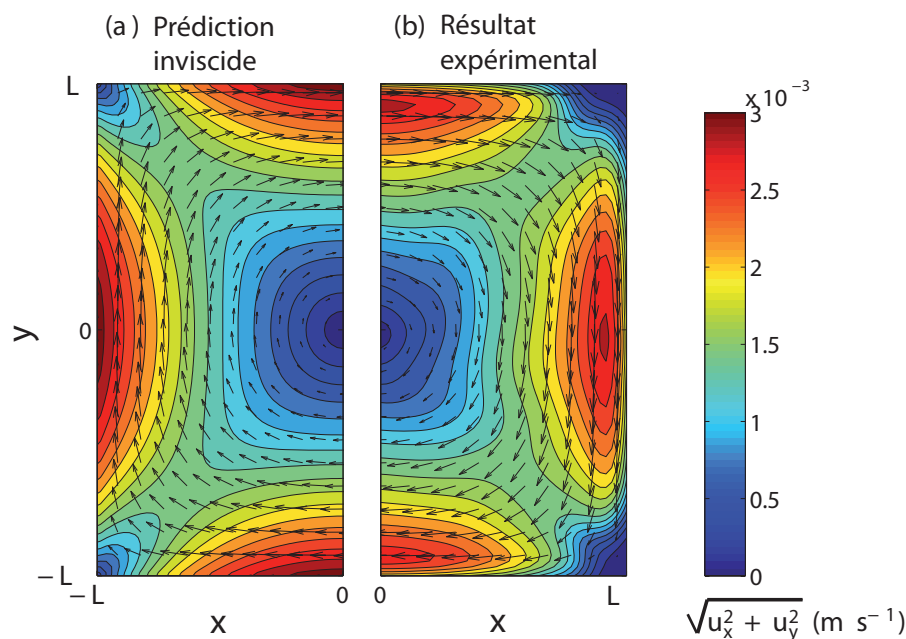 (a) Prédiction
inviscide
(b) Résultat
expérimental
L
y
0
−L
−L
0
x
0
L
x
x 10⁻³
3
2.5
2
1.5
1
0.5
0
√u²ₓ + u²ᵧ (m s⁻¹)